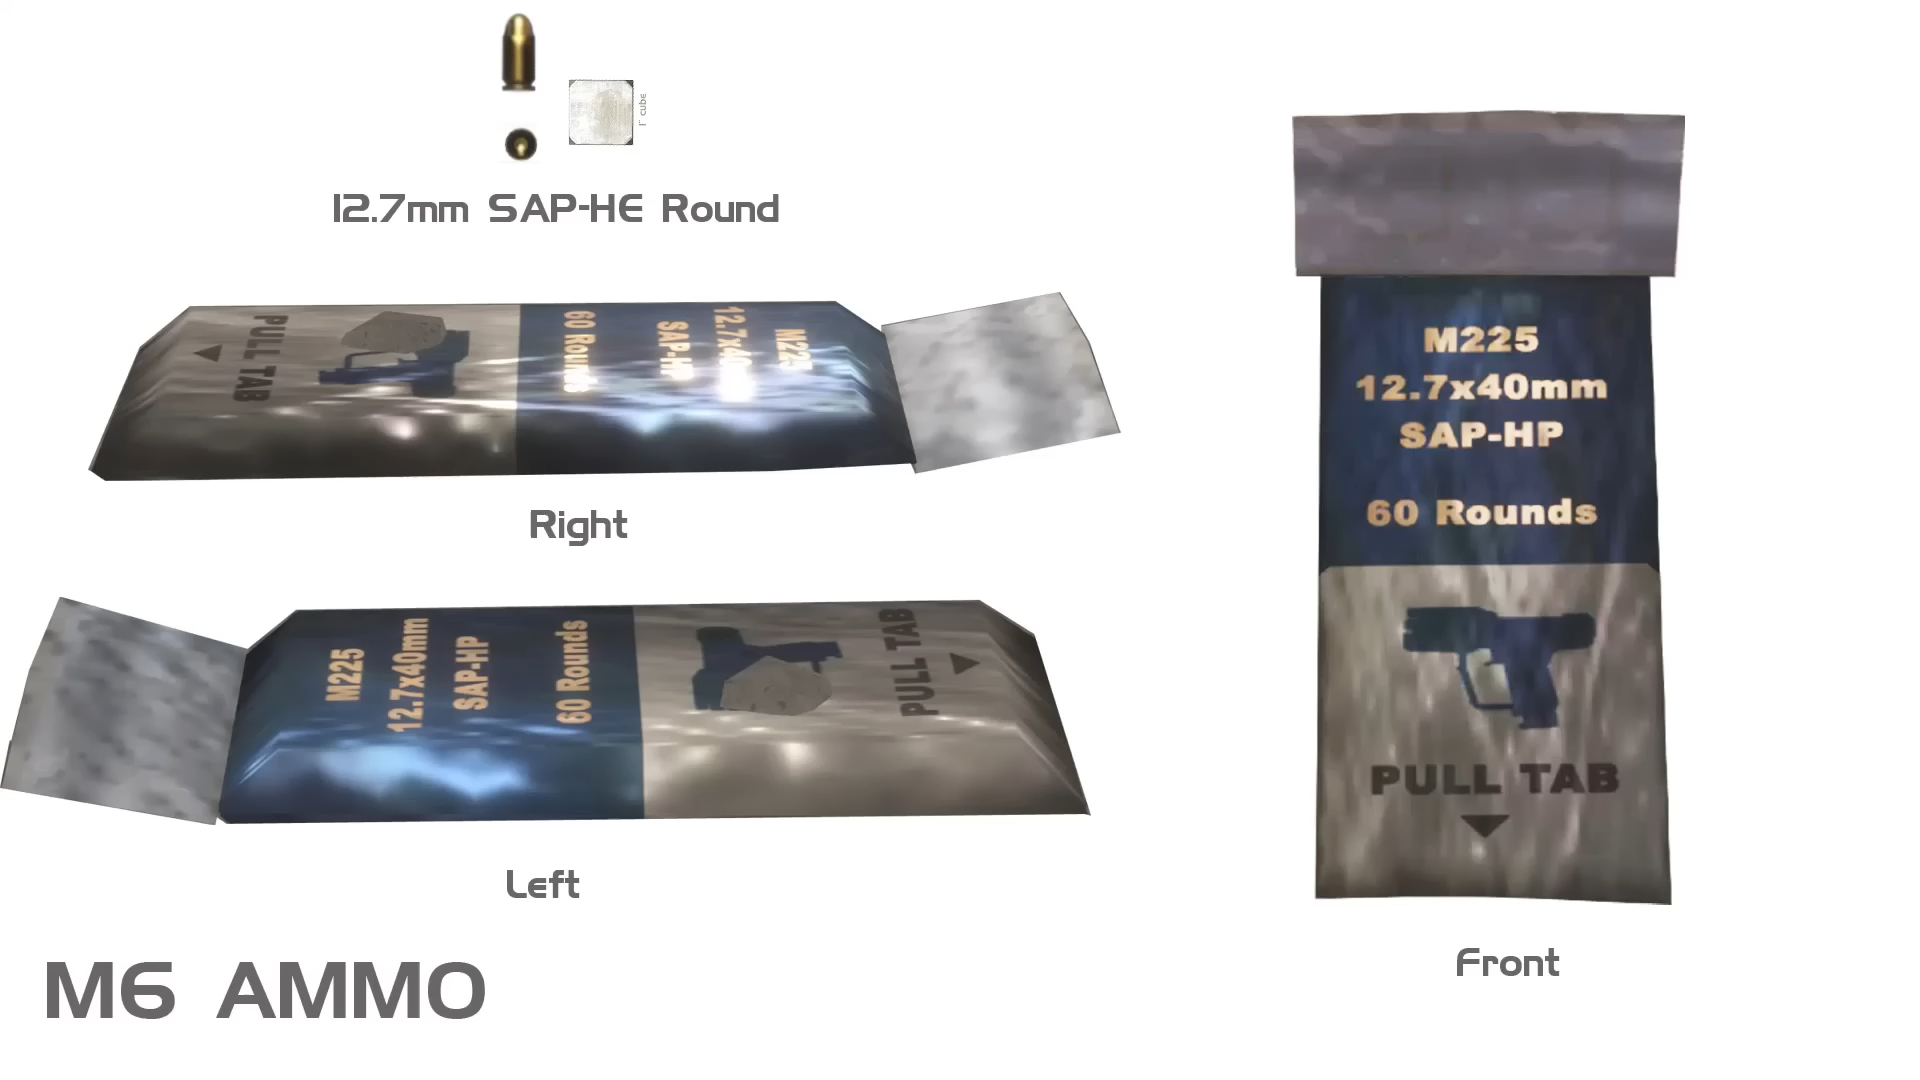 1" cube
12.7mm SAP-HE Round
PULL TAB
60 Rounds
SAP-HP
12.7x40mm
M225
Right
M225
12.7x40mm
SAP-HP
60 Rounds
PULL TAB
Left
M6 AMMO
M225
12.7x40mm
SAP-HP
60 Rounds
PULL TAB
Front